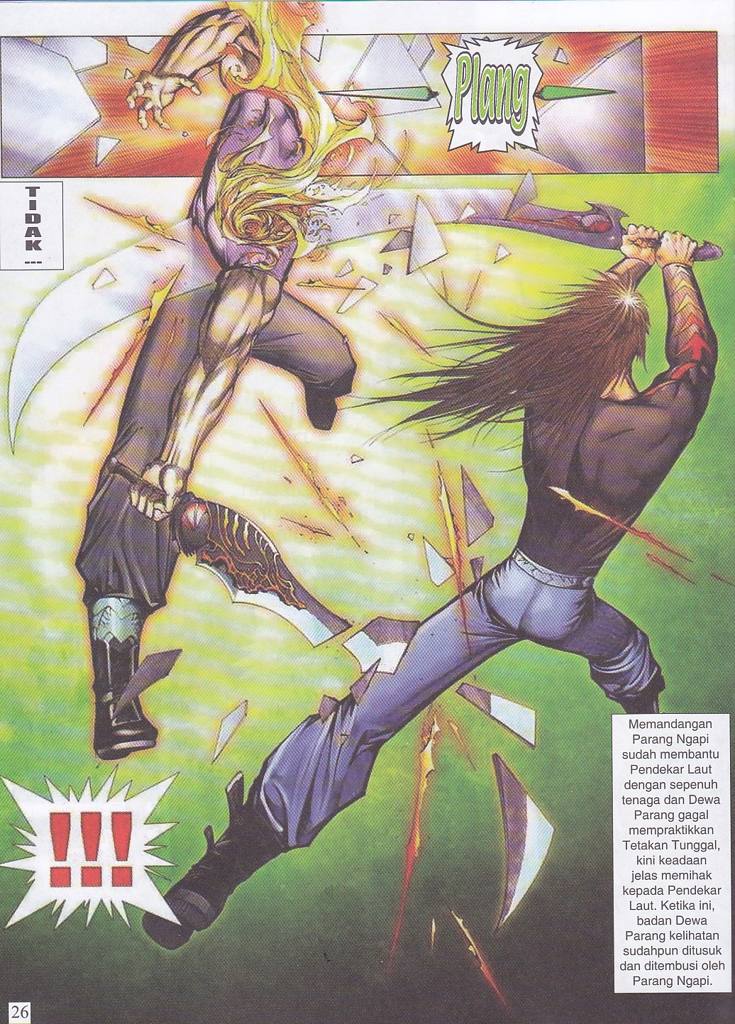 Plang
TIDAK
---
!!!
Memandangan
Parang Ngapi
sudah membantu
Pendekar Laut
dengan sepenuh
tenaga dan Dewa
Parang gagal
mempraktikkan
Tetakan Tunggal,
kini keadaan
jelas memihak
kepada Pendekar
Laut. Ketika ini,
badan Dewa
Parang kelihatan
sudahpun ditusuk
dan ditembusi oleh
Parang Ngapi.
26